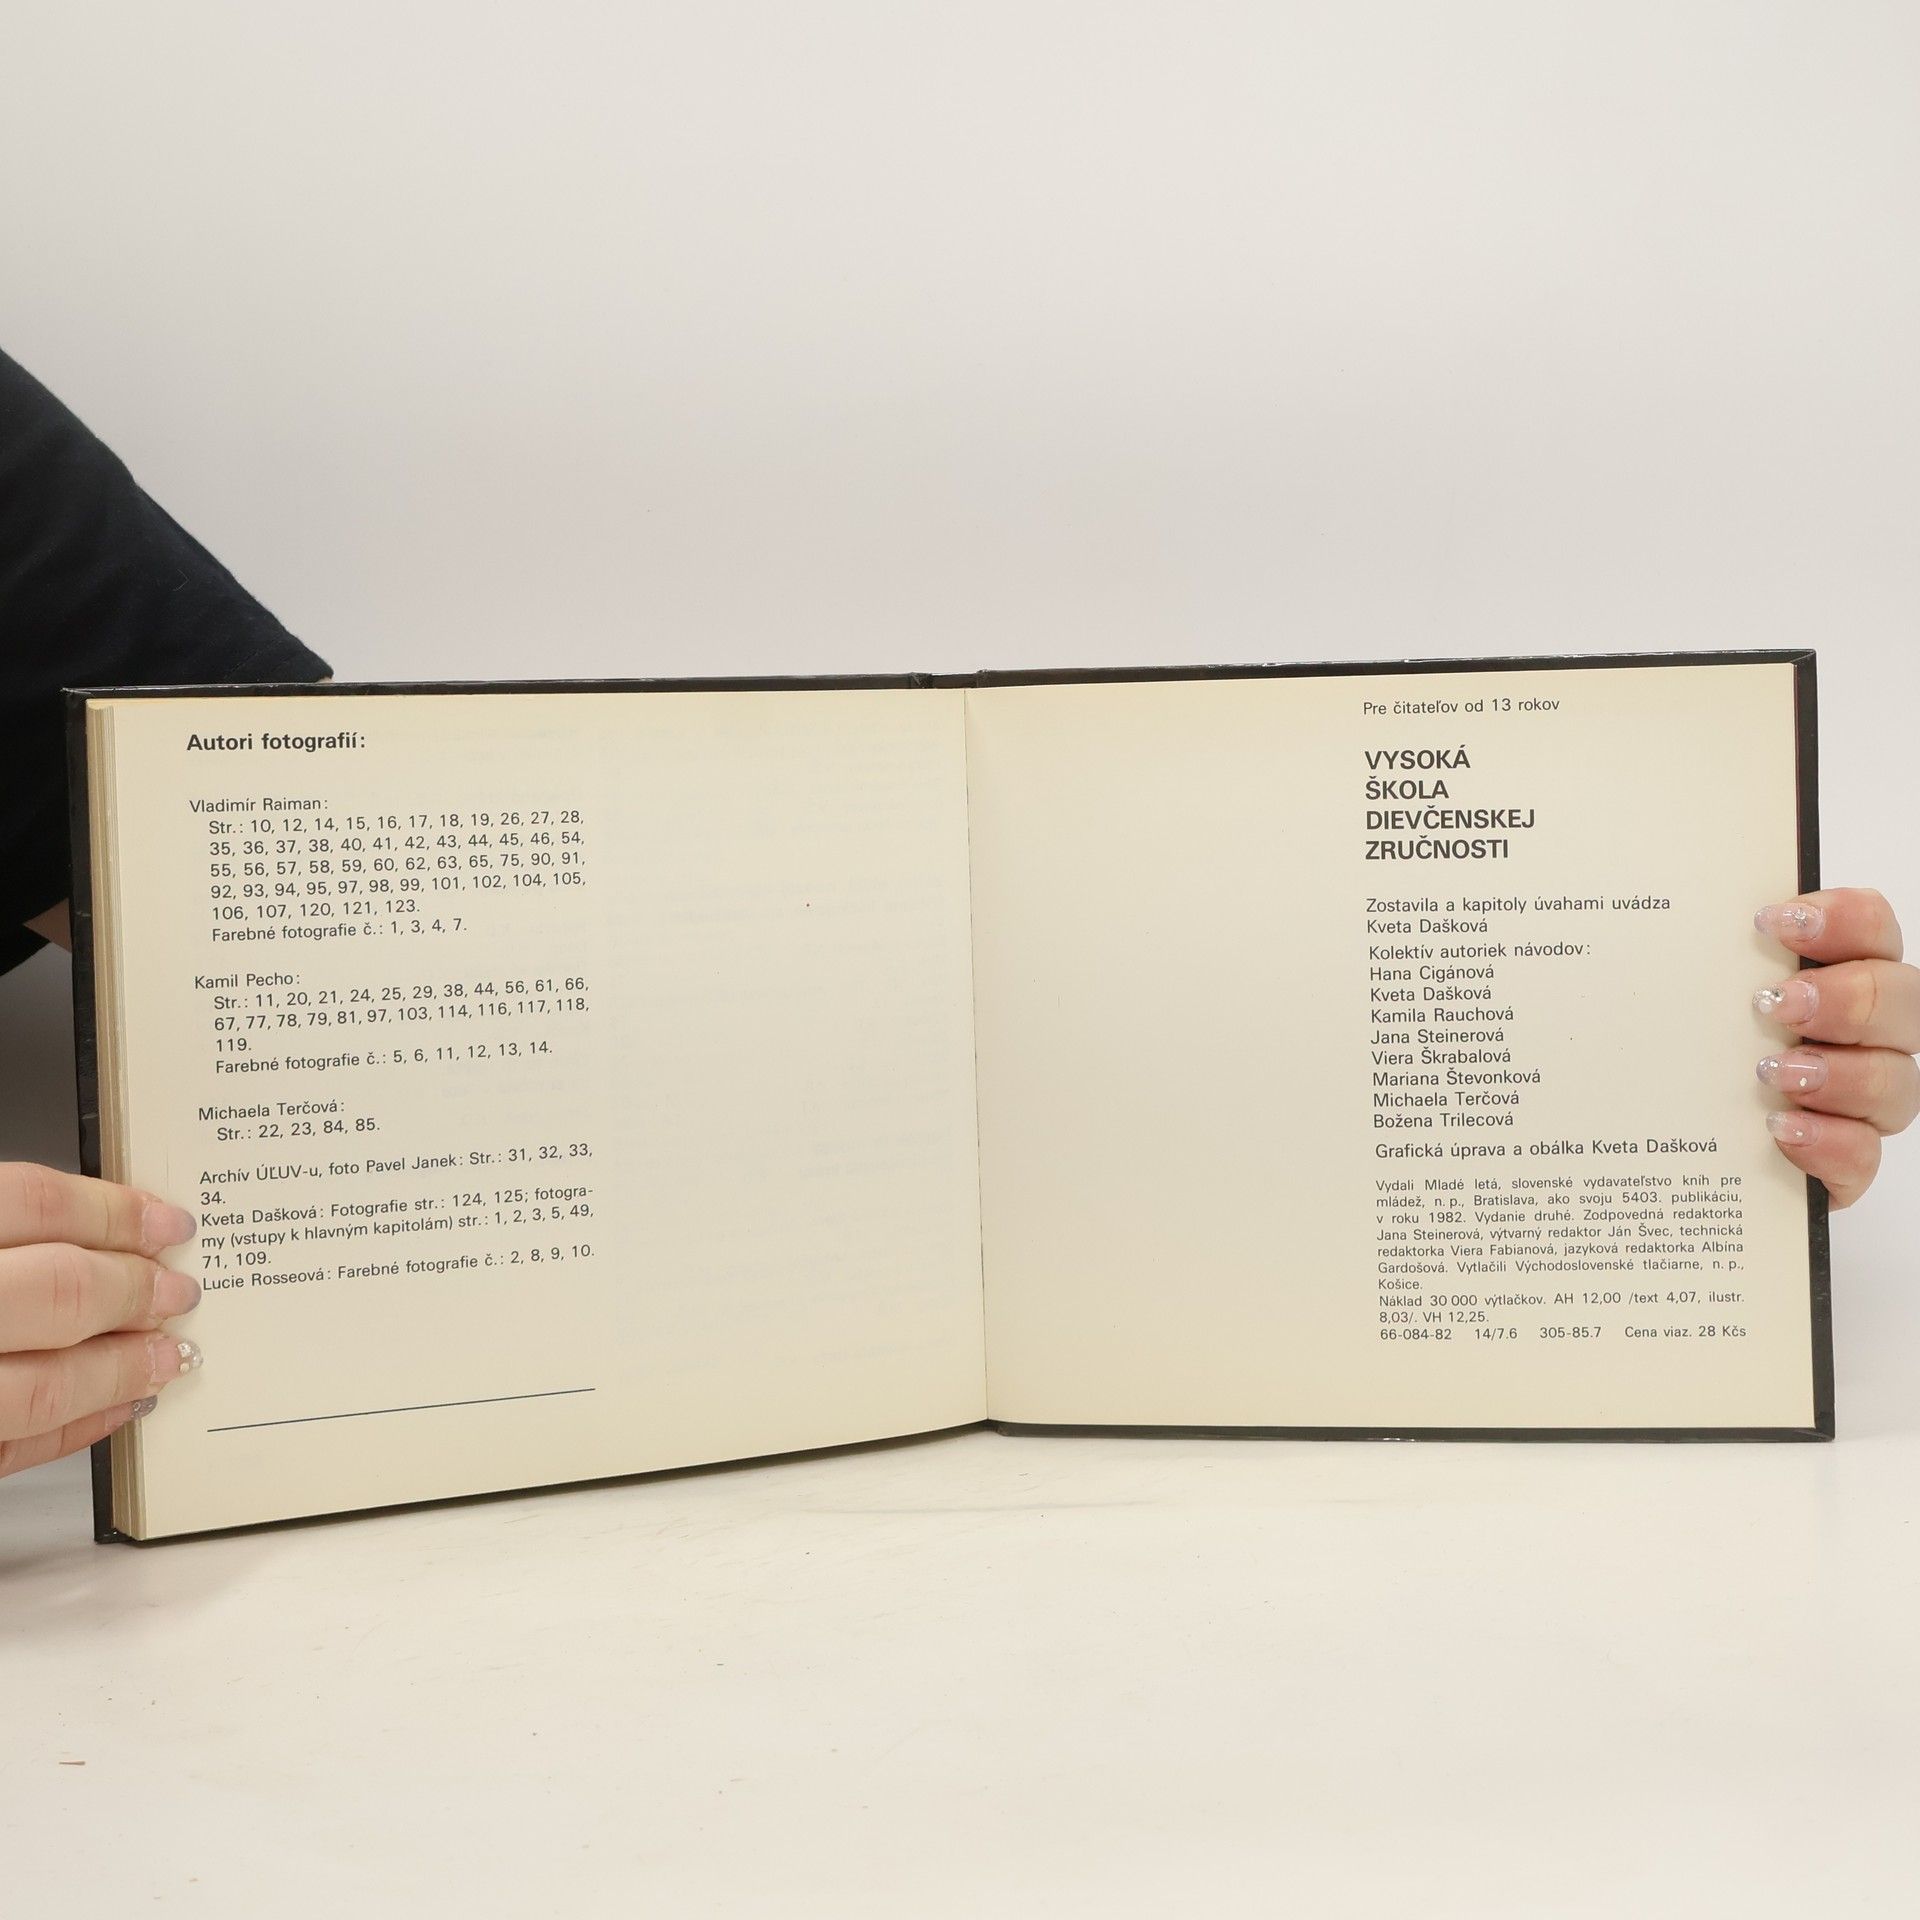 Autori fotografií:
Vladimír Raiman:
Str.: 10, 12, 14, 15, 16, 17, 18, 19, 26, 27, 28,
35, 36, 37, 38, 40, 41, 42, 43, 44, 45, 46, 54,
55, 56, 57, 58, 59, 60, 62, 63, 65, 75, 90, 91,
92, 93, 94, 95, 97, 98, 99, 101, 102, 104, 105,
106, 107, 120, 121, 123.
Farebné fotografie č.: 1, 3, 4, 7.
Kamil Pecho:
Str.: 11, 20, 21, 24, 25, 29, 38, 44, 56, 61, 66,
67, 77, 78, 79, 81, 97, 103, 114, 116, 117, 118,
119.
Farebné fotografie č.: 5, 6, 11, 12, 13, 14.
Michaela Terčová:
Str.: 22, 23, 84, 85.
Archív ÚĽUV-u, foto Pavel Janek: Str.: 31, 32, 33,
34.
Kveta Dašková: Fotografie str.: 124, 125; fotogra-
my (vstupy k hlavným kapitolám) str.: 1, 2, 3, 5, 49,
71, 109.
Lucie Rosseová: Farebné fotografie č.: 2, 8, 9, 10.
Pre čitateľov od 13 rokov
VYSOKÁ
ŠKOLA
DIEVČENSKEJ
ZRUČNOSTI
Zostavila a kapitoly úvahami uvádza
Kveta Dašková
Kolektív autoriek návodov:
Hana Cigánová
Kveta Dašková
Kamila Rauchová
Jana Steinerová
Viera Škrabalová
Mariana Števonková
Michaela Terčová
Božena Trilecová
Grafická úprava a obálka Kveta Dašková
Vydali Mladé letá, slovenské vydavateľstvo kníh pre
mládež, n. p., Bratislava, ako svoju 5403. publikáciu,
v roku 1982. Vydanie druhé. Zodpovedná redaktorka
Jana Steinerová, výtvarný redaktor Ján Švec, technická
redaktorka Viera Fabianová, jazyková redaktorka Albína
Gardošová. Vytlačili Východoslovenské tlačiarne, n. p.,
Košice.
Náklad 30 000 výtlačkov. AH 12,00 /text 4,07, ilustr.
8,03/. VH 12,25.
66-084-82 14/7.6 305-85.7 Cena viaz. 28 Kčs